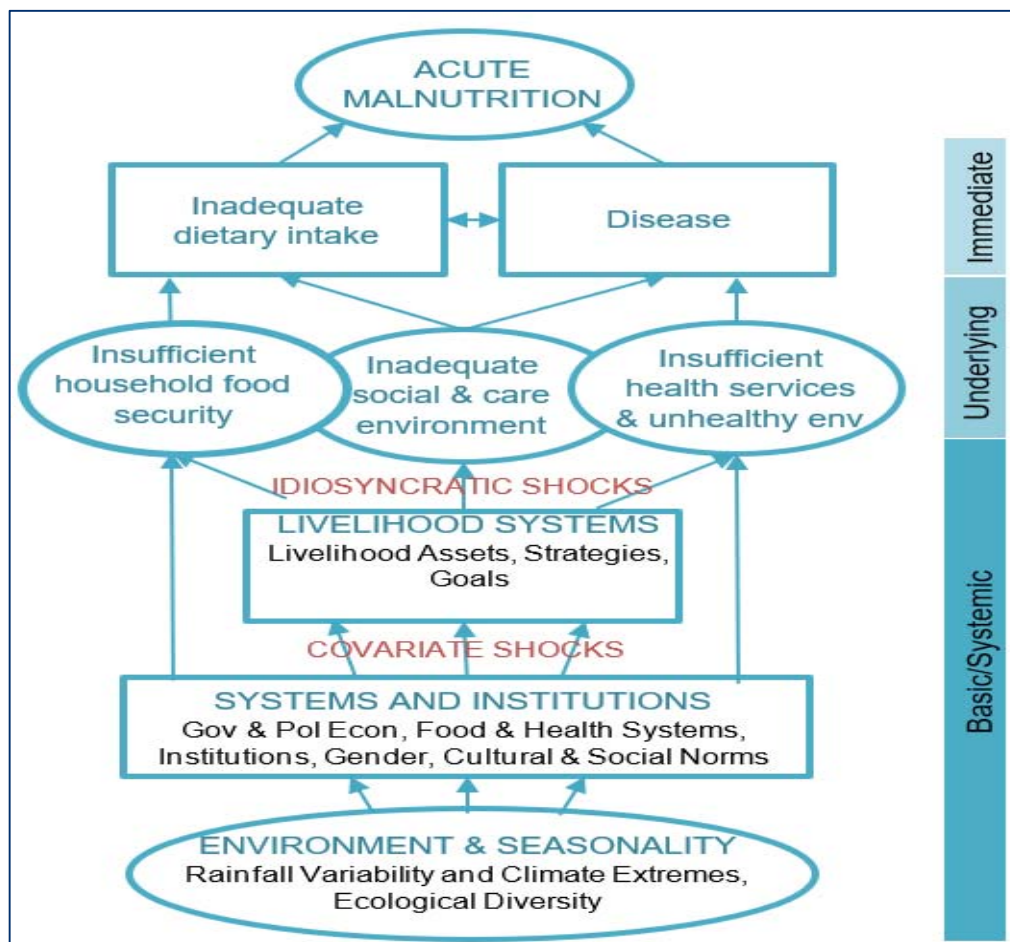 ACUTE
MALNUTRITION
Inadequate
dietary intake
Disease
Immediate
Insufficient
household food
security
Inadequate
social & care
environment
Insufficient
health services
& unhealthy env
Underlying
IDIOSYNCRATIC SHOCKS
LIVELIHOOD SYSTEMS
Livelihood Assets, Strategies,
Goals
COVARIATE SHOCKS
SYSTEMS AND INSTITUTIONS
Gov & Pol Econ, Food & Health Systems,
Institutions, Gender, Cultural & Social Norms
ENVIRONMENT & SEASONALITY
Rainfall Variability and Climate Extremes,
Ecological Diversity
Basic/Systemic